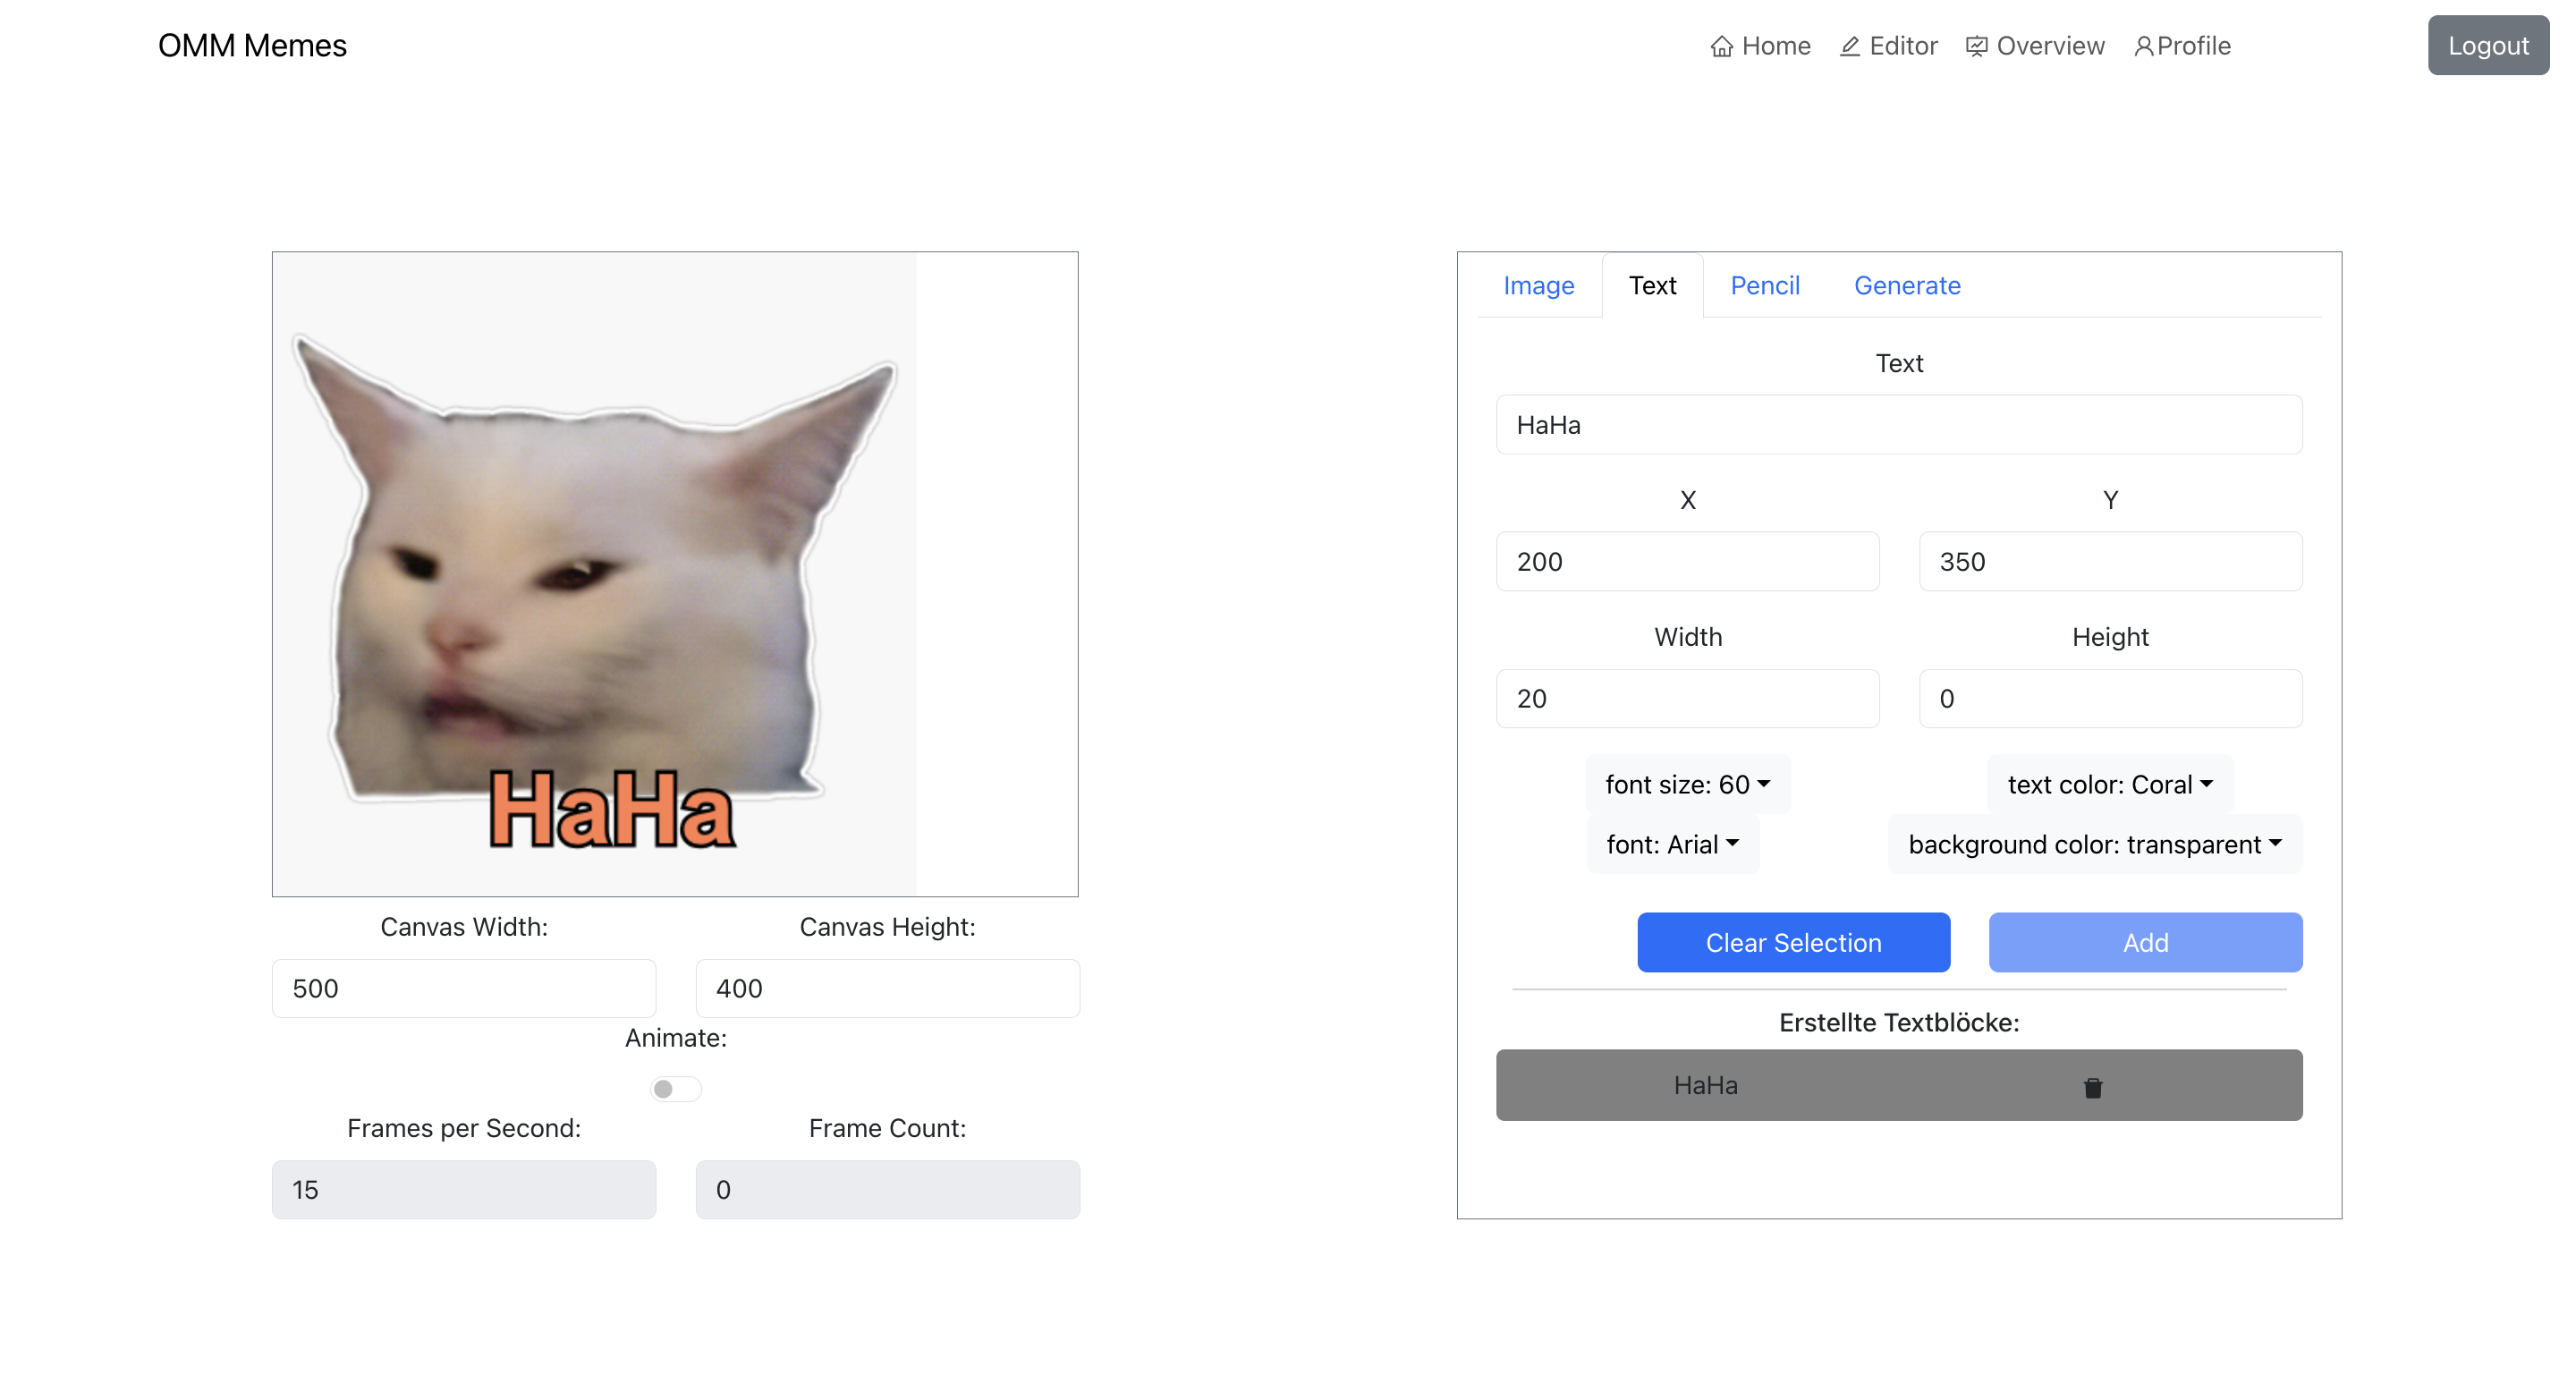 OMM Memes
Home Editor Overview Profile Logout
HaHa
Canvas Width: Canvas Height:
500 400
Animate:
Frames per Second: Frame Count:
15 0
Image Text Pencil Generate
Text
HaHa
X Y
200 350
Width Height
20 0
font size: 60 text color: Coral
font: Arial background color: transparent
Clear Selection Add
Erstellte Textblöcke:
HaHa